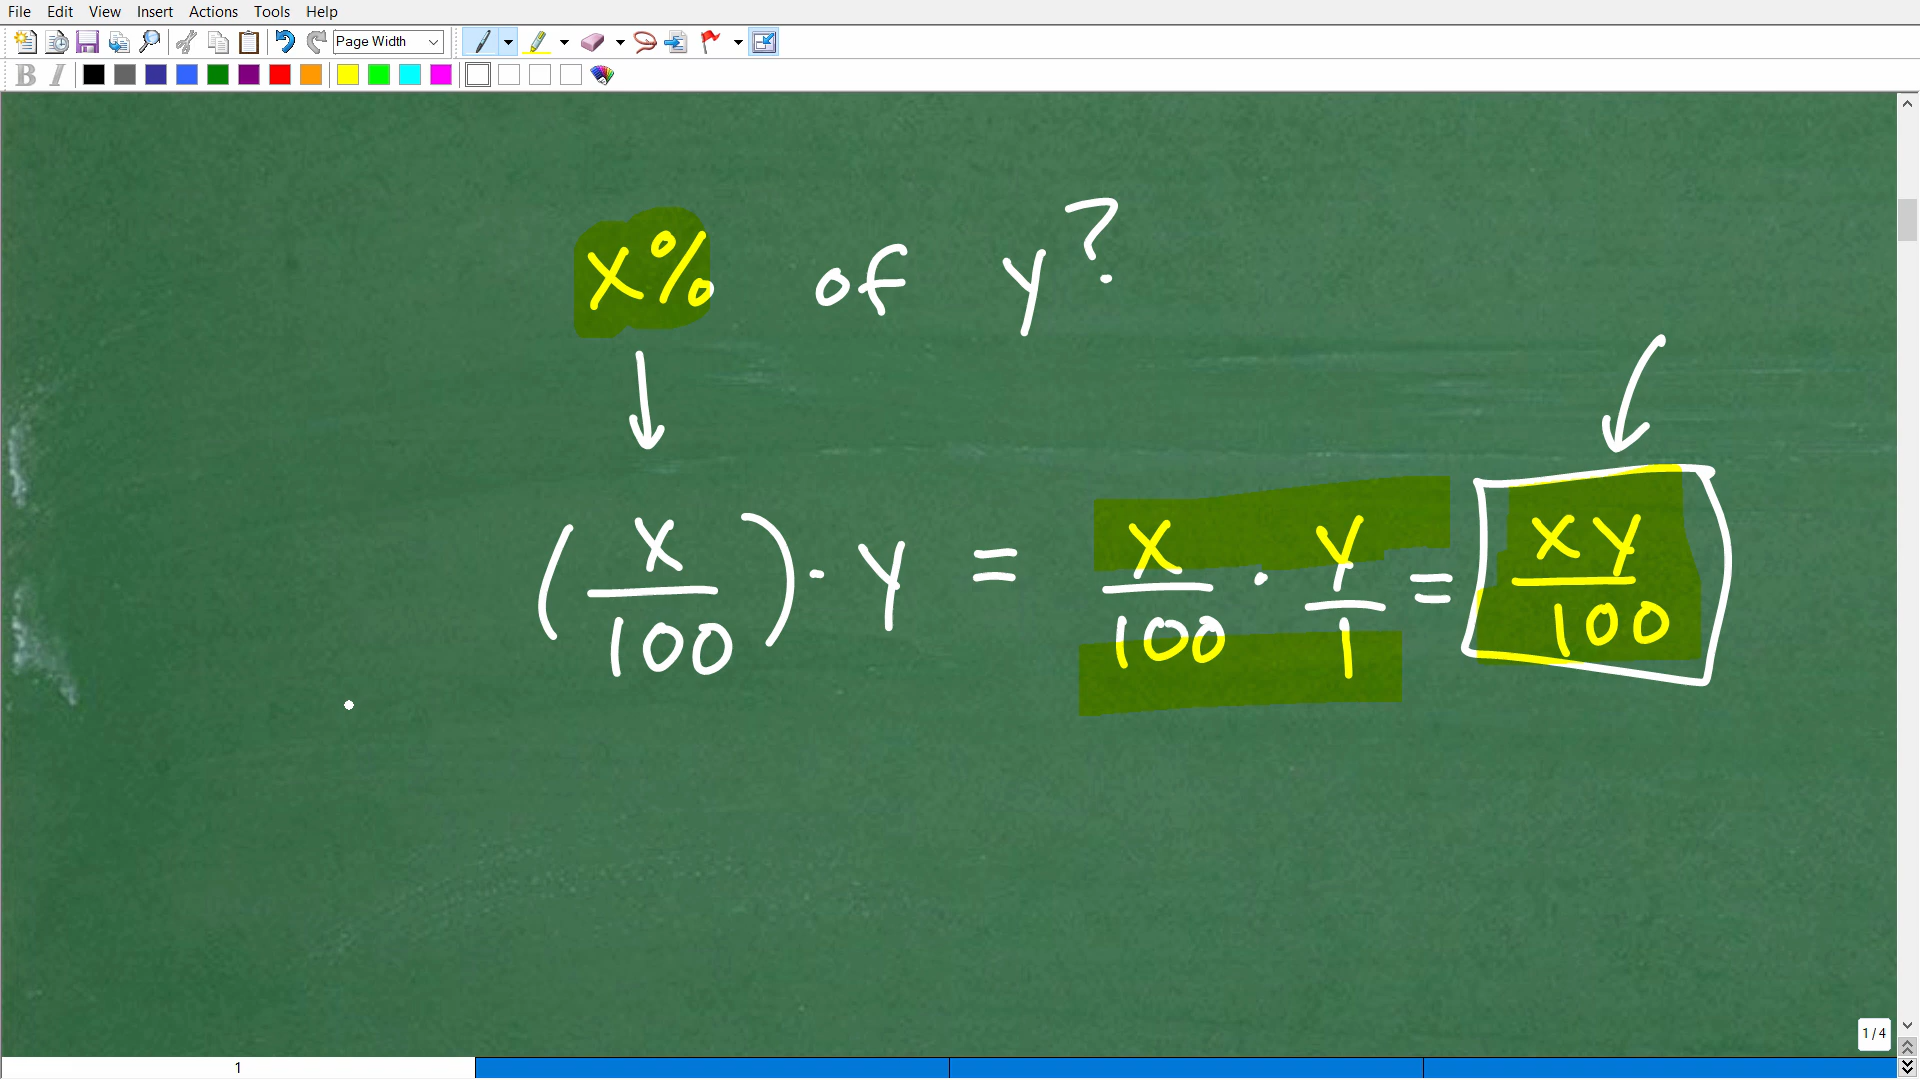 File Edit View Insert Actions Tools Help
Page Width
B I
x% of y?
(x/100) · y = x/100 · y/1 = xy/100
1 / 4
1